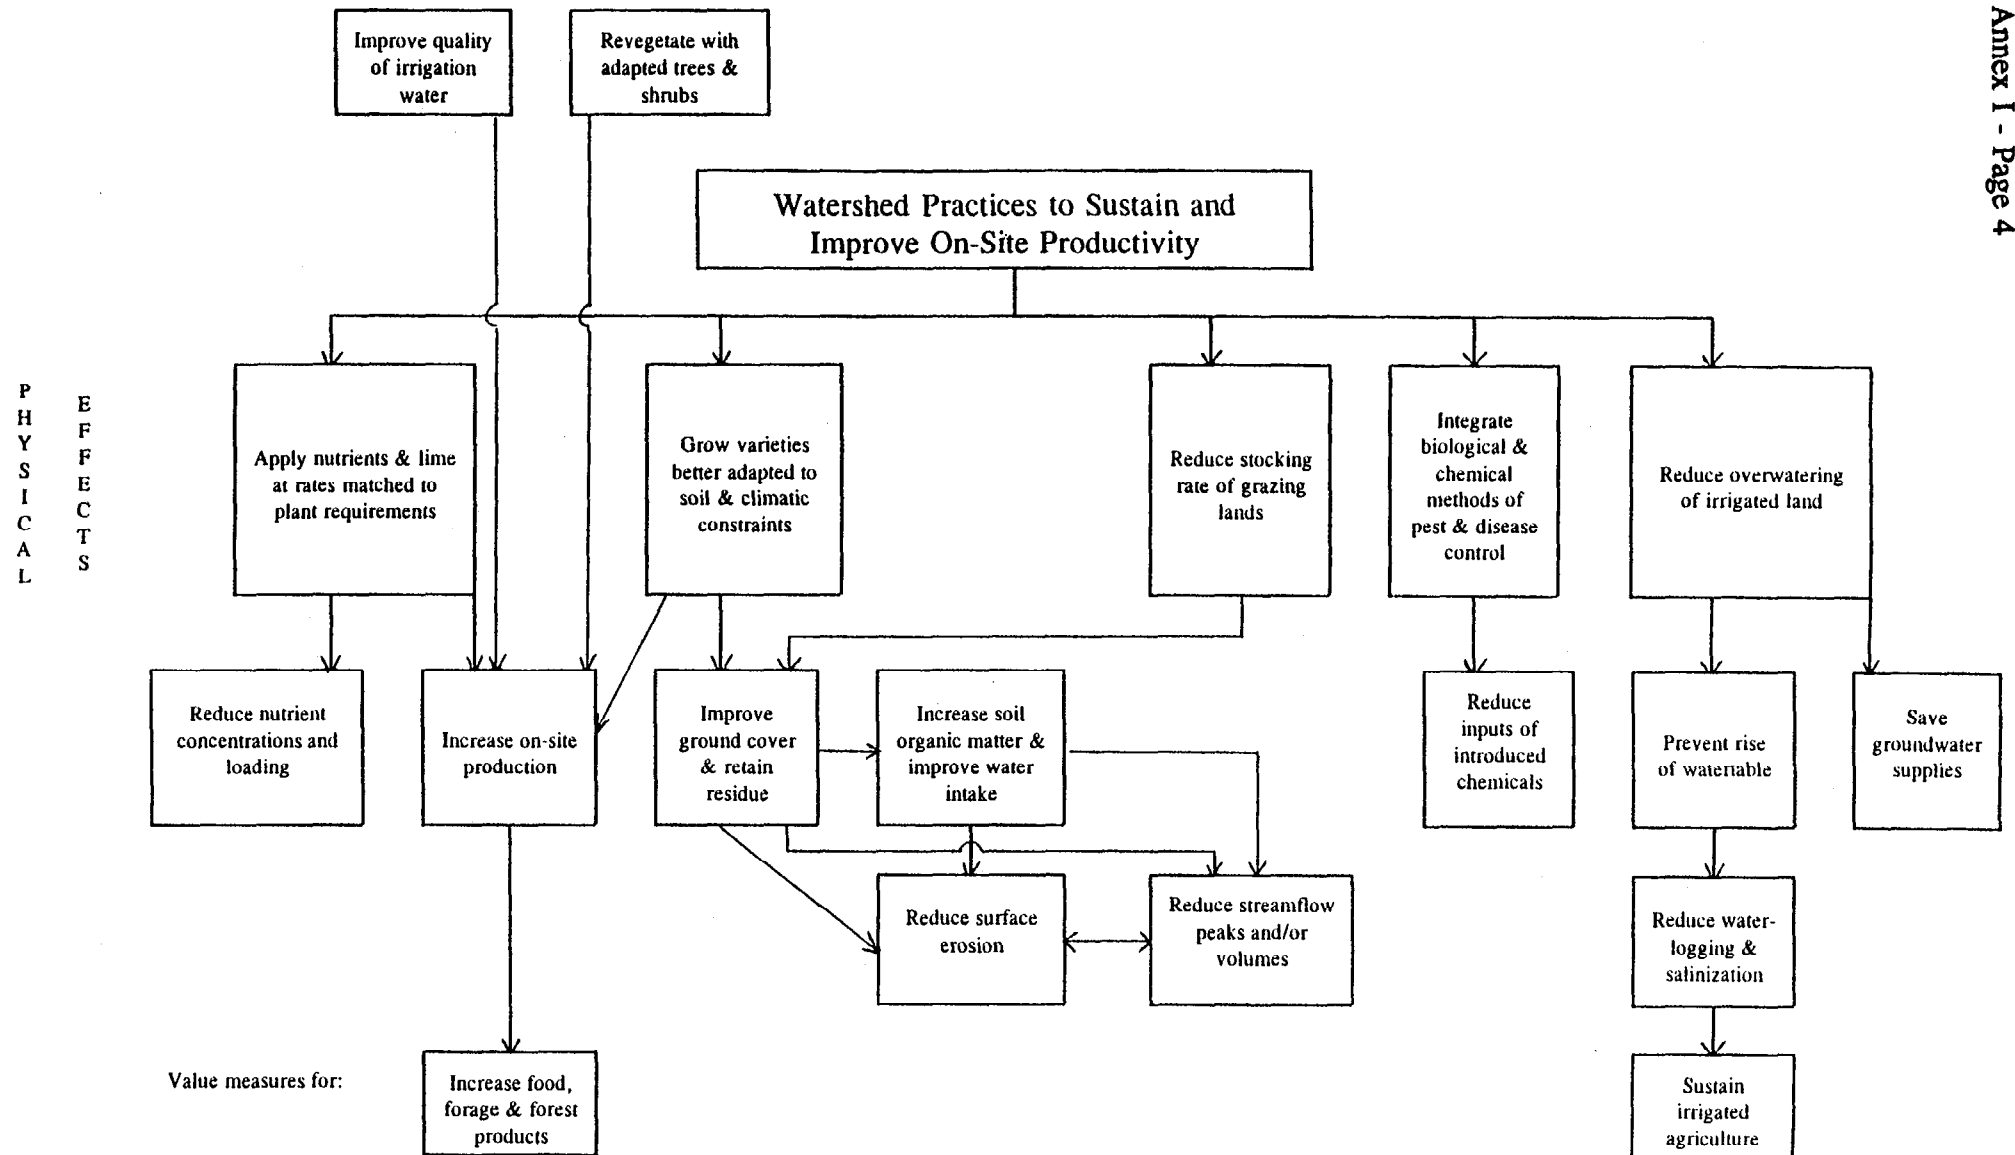 Annex I - Page 4
Improve quality
of irrigation
water
Revegetate with
adapted trees &
shrubs
Watershed Practices to Sustain and
Improve On-Site Productivity
PHYSICAL
EFFECTS
Apply nutrients & lime
at rates matched to
plant requirements
Grow varieties
better adapted to
soil & climatic
constraints
Reduce stocking
rate of grazing
lands
Integrate
biological &
chemical
methods of
pest & disease
control
Reduce overwatering
of irrigated land
Reduce nutrient
concentrations and
loading
Increase on-site
production
Improve
ground cover
& retain
residue
Increase soil
organic matter &
improve water
intake
Reduce
inputs of
introduced
chemicals
Prevent rise
of watertable
Save
groundwater
supplies
Reduce surface
erosion
Reduce streamflow
peaks and/or
volumes
Reduce water-
logging &
salinization
Value measures for:
Increase food,
forage & forest
products
Sustain
irrigated
agriculture